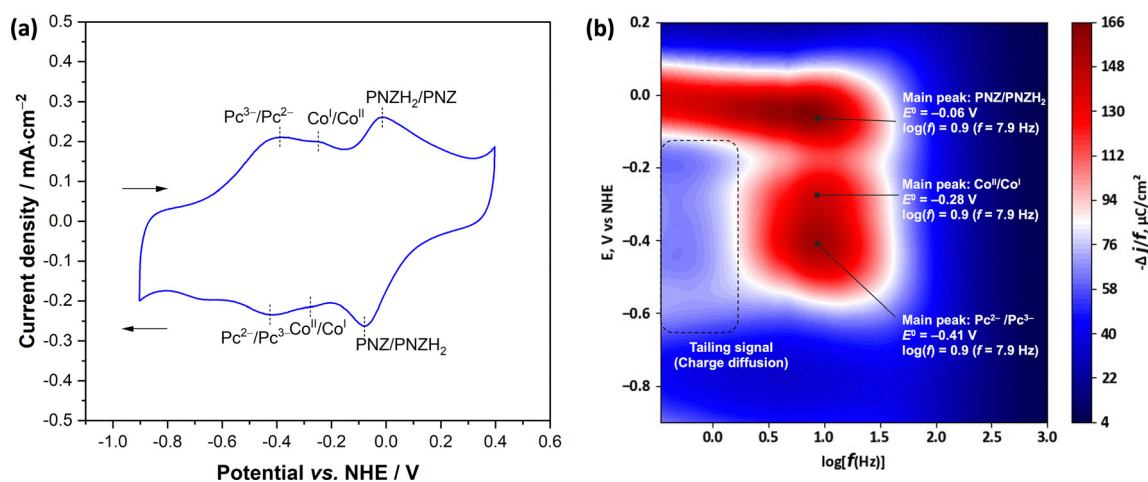 (a)
0.5
0.4
0.3
0.2
0.1
0.0
-0.1
-0.2
-0.3
-0.4
-0.5
Current density / mA·cm⁻²
Pc³⁻/Pc²⁻
Coᴵ/Coᴵᴵ
PNZH₂/PNZ
Pc²⁻/Pc³⁻
Coᴵᴵ/Coᴵ
PNZ/PNZH₂
-1.0 -0.8 -0.6 -0.4 -0.2 0.0 0.2 0.4 0.6
Potential vs. NHE / V
(b)
0.2
0.0
−0.2
−0.4
−0.6
−0.8
E, V vs NHE
Main peak: PNZ/PNZH₂
E⁰ = −0.06 V
log(f) = 0.9 (f = 7.9 Hz)
Main peak: Coᴵᴵ/Coᴵ
E⁰ = −0.28 V
log(f) = 0.9 (f = 7.9 Hz)
Main peak: Pc²⁻ /Pc³⁻
E⁰ = −0.41 V
log(f) = 0.9 (f = 7.9 Hz)
Tailing signal
(Charge diffusion)
0.0 0.5 1.0 1.5 2.0 2.5 3.0
log[f(Hz)]
166
148
130
112
94
76
58
40
22
4
-Δj/f, μC/cm²